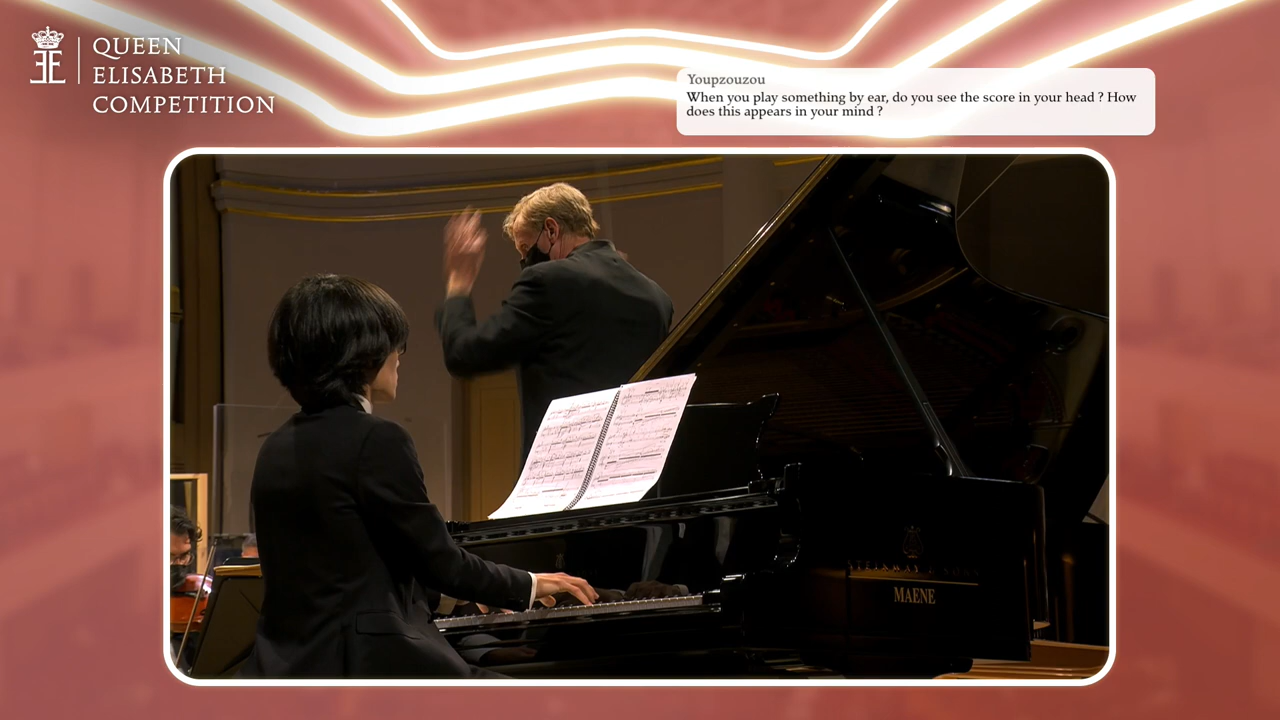 QUEEN
ELISABETH
COMPETITION
Youpzouzou
When you play something by ear, do you see the score in your head ? How
does this appears in your mind ?
STEINWAY & SONS
MAENE